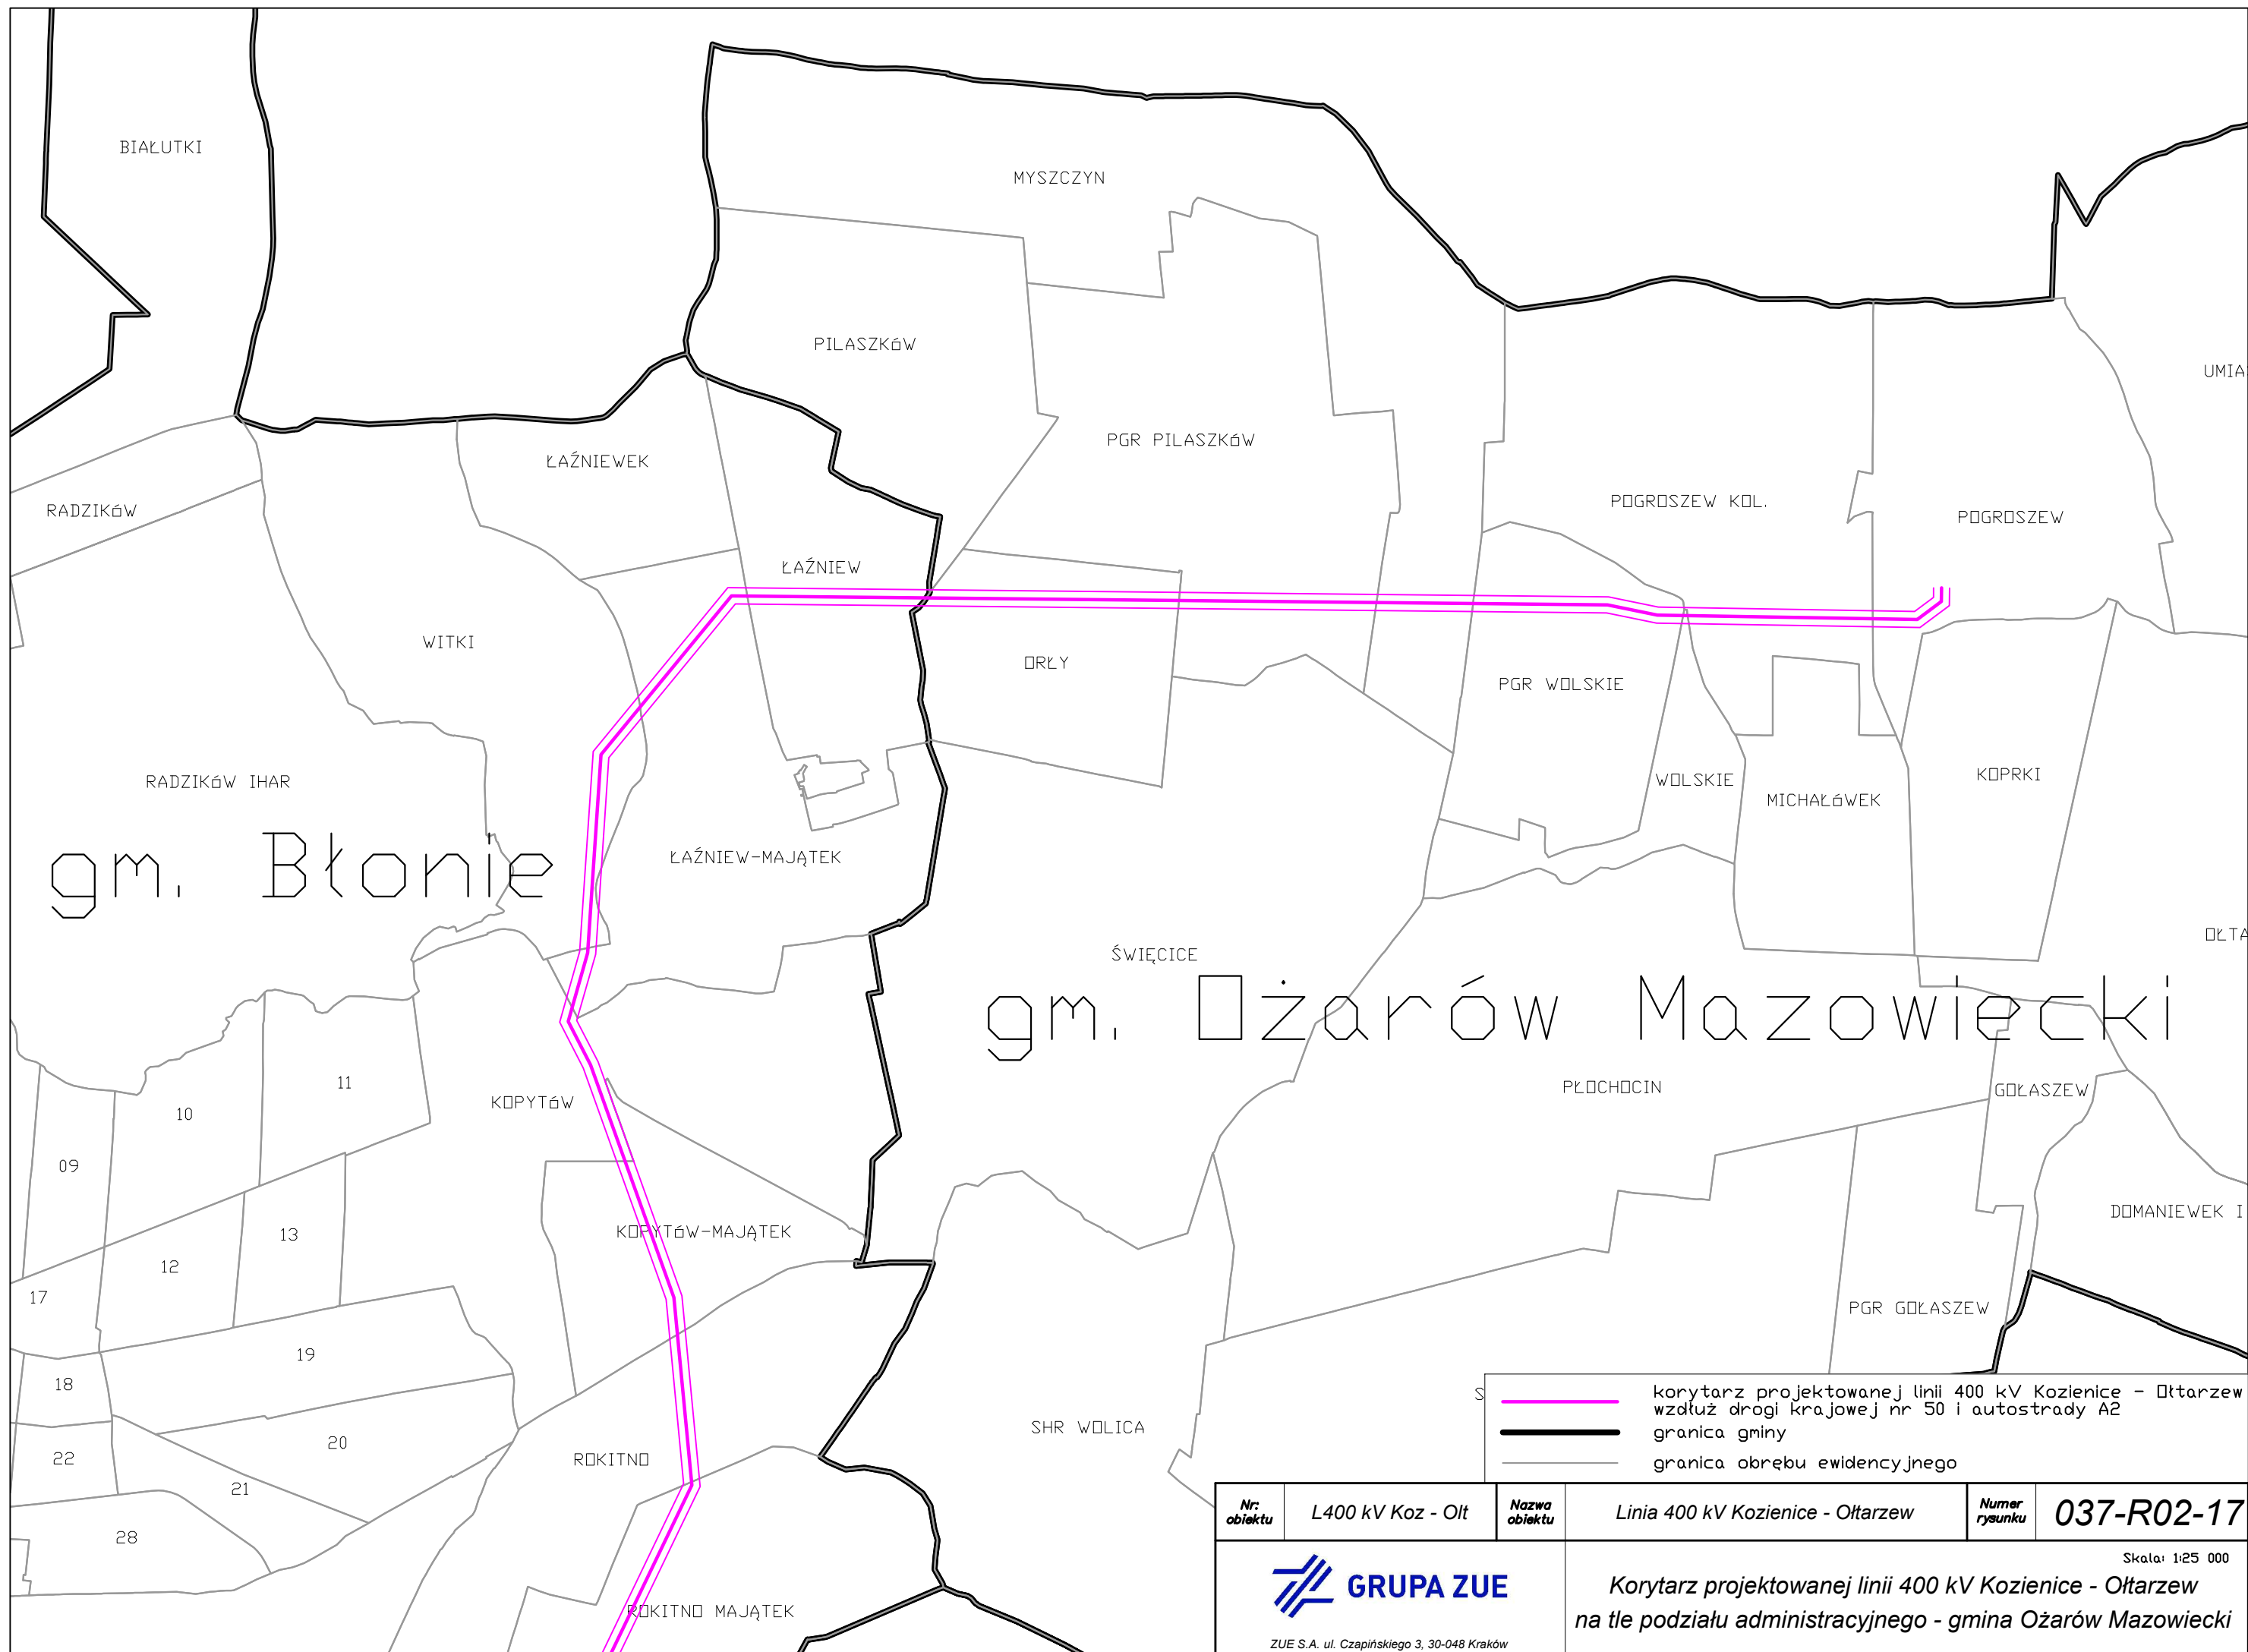 BIAŁUTKI
MYSZCZYN
PILASZKóW
UMIA
PGR PILASZKóW
ŁAŹNIEWEK
RADZIKóW
POGROSZEW KOL.
POGROSZEW
ŁAŹNIEW
WITKI
ORŁY
PGR WOLSKIE
RADZIKóW IHAR
WOLSKIE
MICHAŁóWEK
KOPRKI
ŁAŹNIEW-MAJĄTEK
gm. Błonie
OŁTA
ŚWIĘCICE
gm. Ożarów Mazowiecki
PŁOCHOCIN
GOŁASZEW
11
10
KOPYTóW
09
DOMANIEWEK I
13
KOPYTóW-MAJĄTEK
12
17
PGR GOŁASZEW
19
18
S
SHR WOLICA
20
22
ROKITNO
21
28
ROKITNO MAJĄTEK
korytarz projektowanej linii 400 kV Kozienice - Ołtarzew
wzdłuż drogi krajowej nr 50 i autostrady A2
granica gminy
granica obrębu ewidencyjnego
Nr:
obiektu
L400 kV Koz - Olt
Nazwa
obiektu
Linia 400 kV Kozienice - Ołtarzew
Numer
rysunku
037-R02-17
Skala: 1:25 000
GRUPA ZUE
ZUE S.A. ul. Czapińskiego 3, 30-048 Kraków
Korytarz projektowanej linii 400 kV Kozienice - Ołtarzew
na tle podziału administracyjnego - gmina Ożarów Mazowiecki